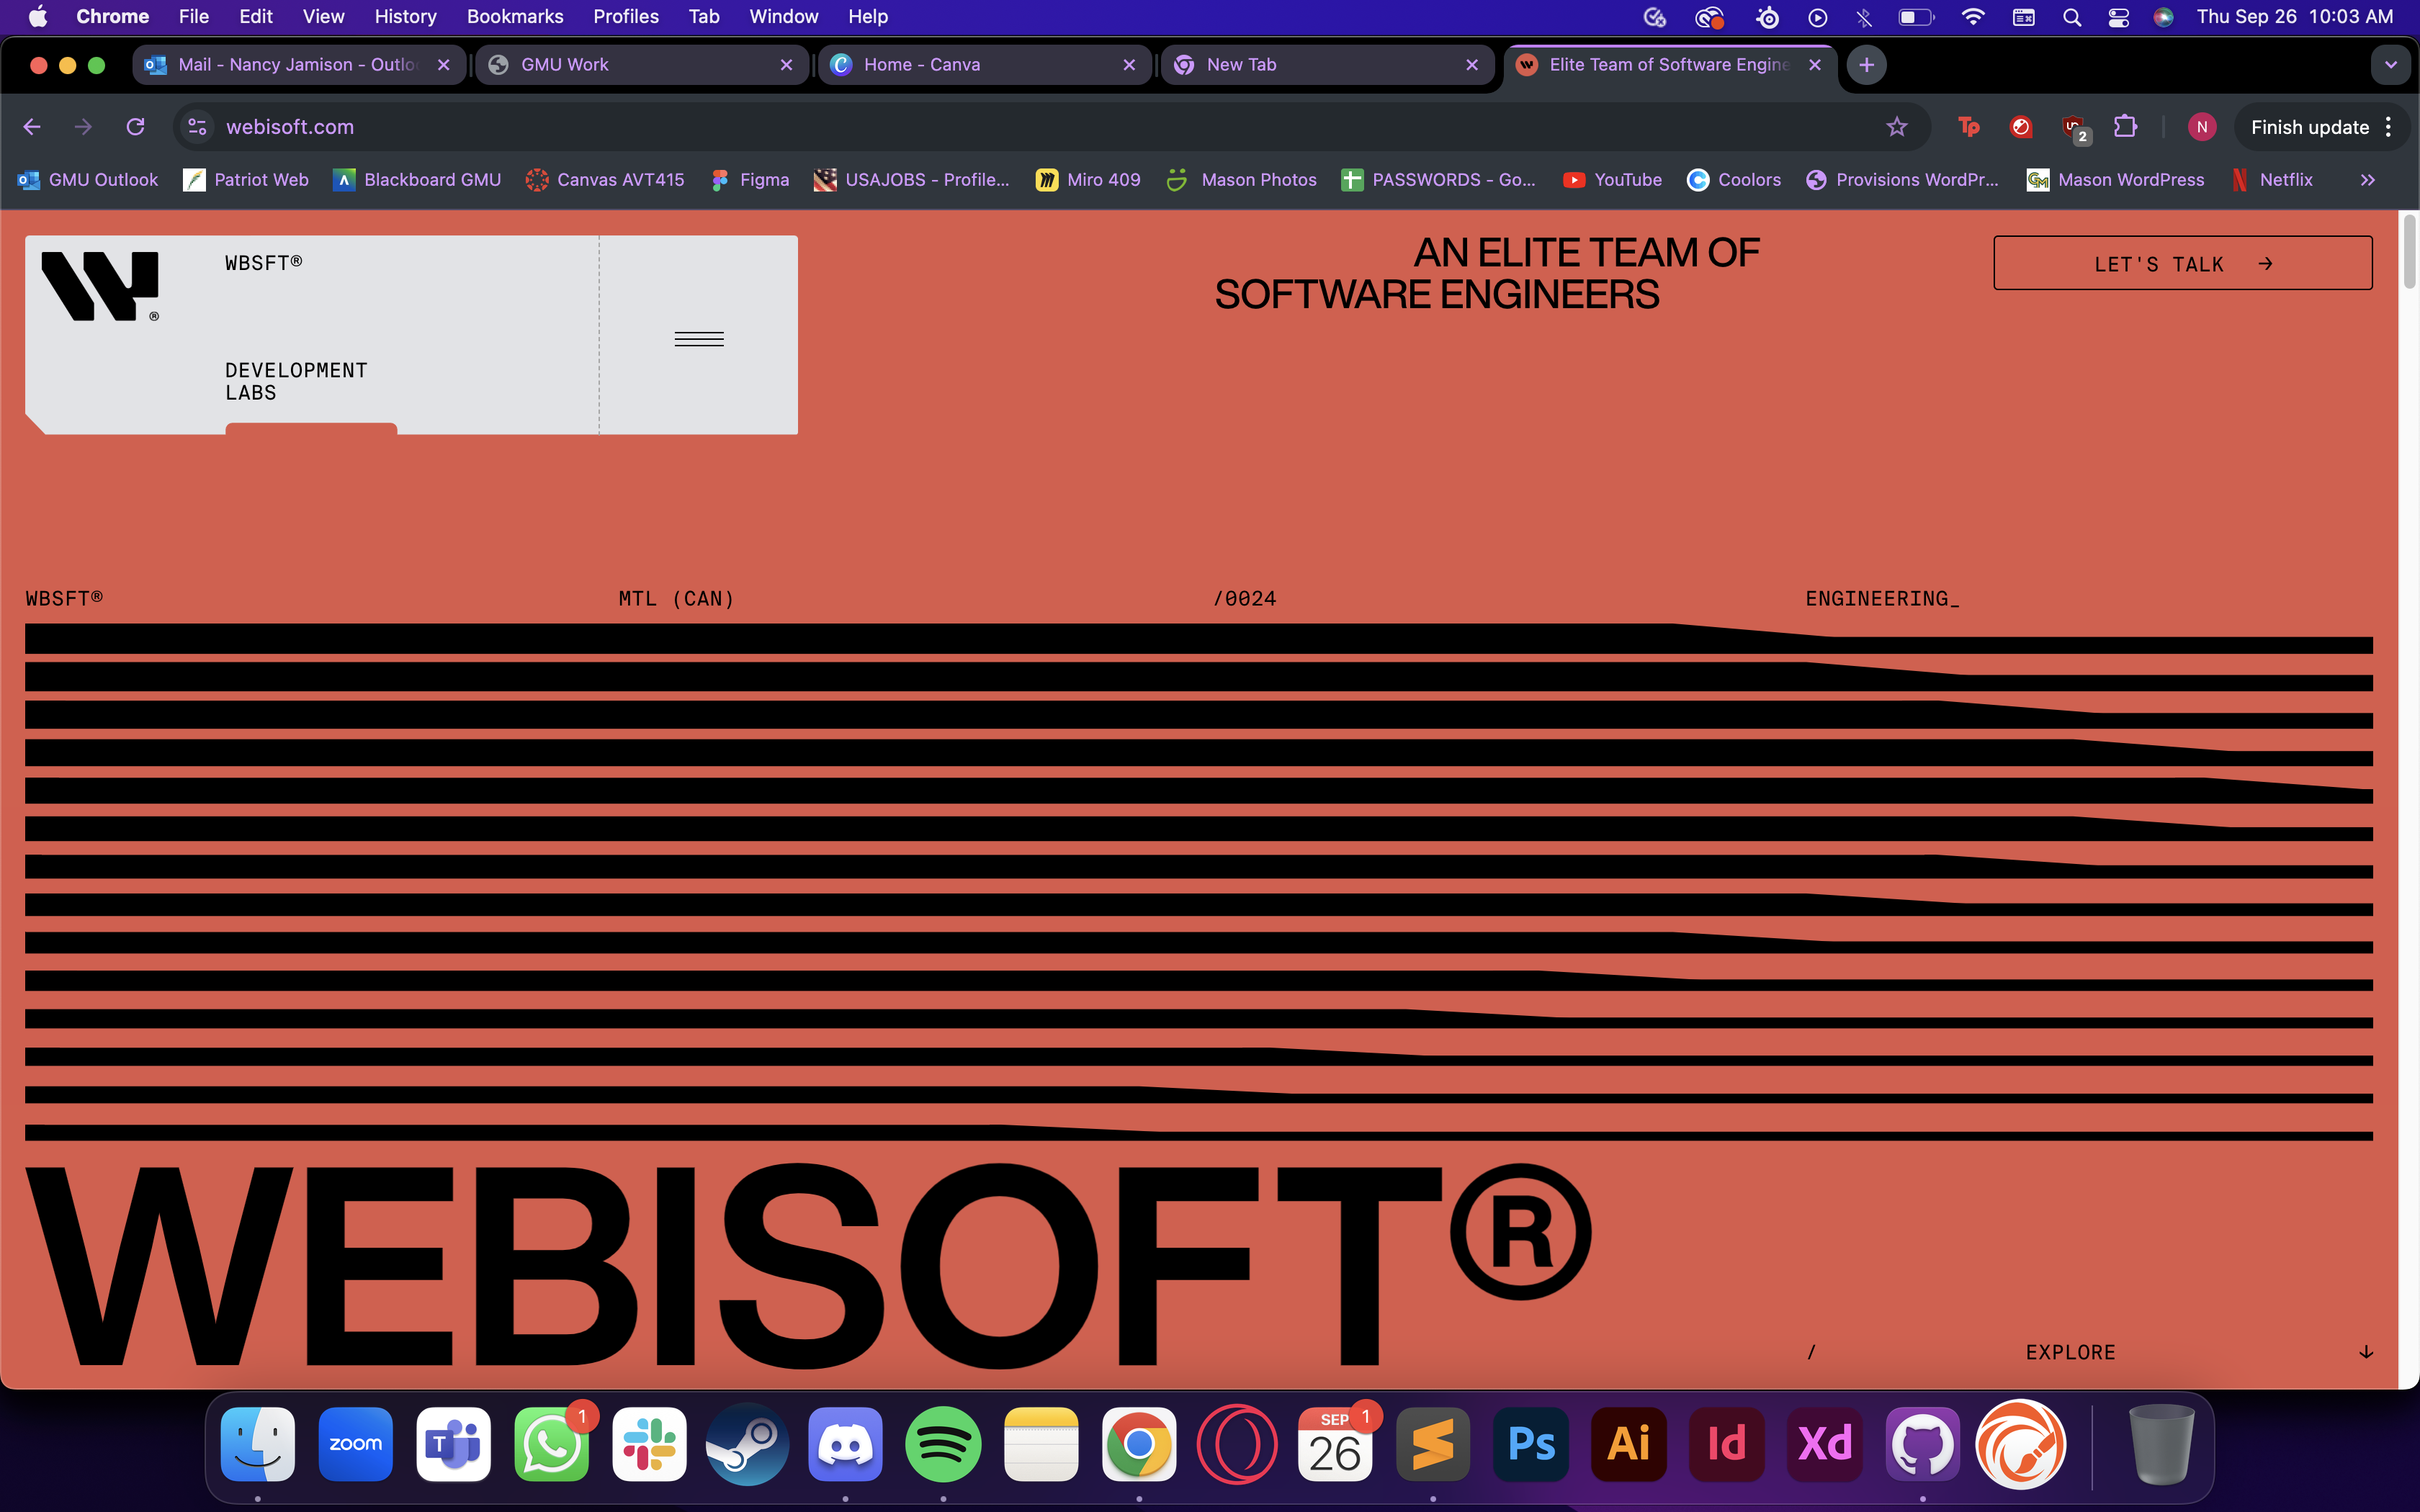 Chrome File Edit View History Bookmarks Profiles Tab Window Help Thu Sep 26 10:03 AM
Mail - Nancy Jamison - Outlo GMU Work Home - Canva New Tab Elite Team of Software Engine
webisoft.com 2 N Finish update
GMU Outlook Patriot Web Blackboard GMU Canvas AVT415 Figma USAJOBS - Profile... Miro 409 Mason Photos PASSWORDS - Go... YouTube Coolors Provisions WordPr... Mason WordPress Netflix
WBSFT®
DEVELOPMENT
LABS
AN ELITE TEAM OF
SOFTWARE ENGINEERS
LET'S TALK →
WBSFT® MTL (CAN) /0024 ENGINEERING_
WEBISOFT®
/ EXPLORE ↓
zoom T 1 SEP 26 1 Ps Ai Id Xd